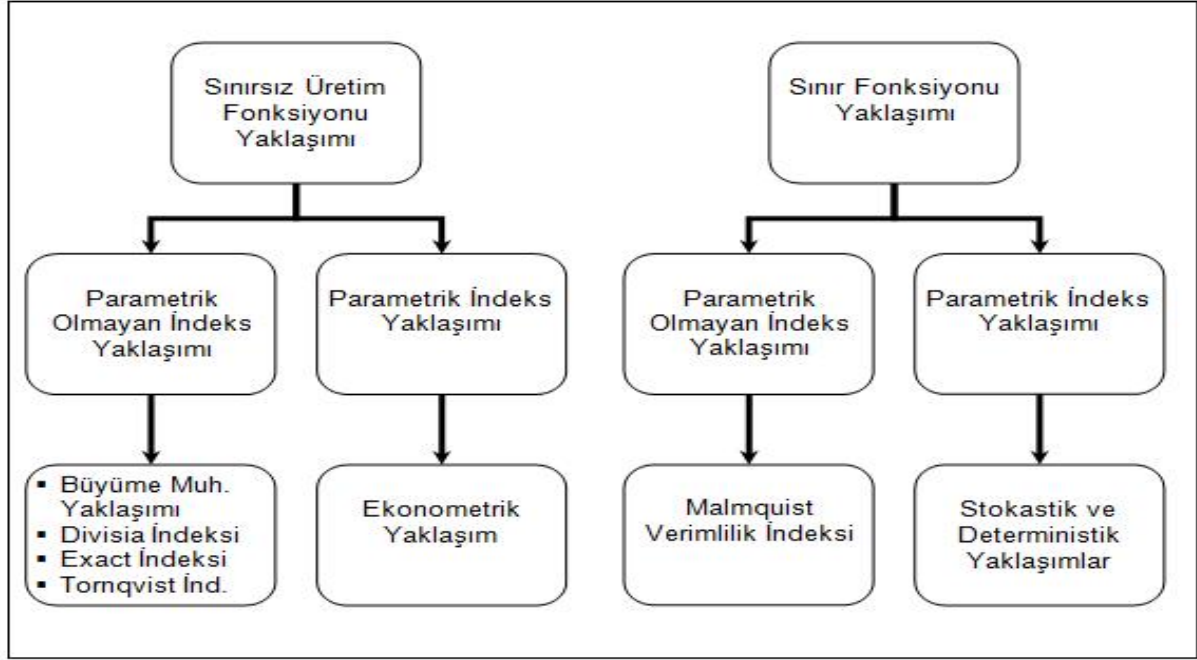 Sınırsız Üretim
Fonksiyonu
Yaklaşımı
Sınır Fonksiyonu
Yaklaşımı
Parametrik
Olmayan İndeks
Yaklaşımı
Parametrik İndeks
Yaklaşımı
Parametrik
Olmayan İndeks
Yaklaşımı
Parametrik İndeks
Yaklaşımı
▪ Büyüme Muh.
Yaklaşımı
▪ Divisia İndeksi
▪ Exact İndeksi
▪ Tornqvist İnd.
Ekonometrik
Yaklaşım
Malmquist
Verimlilik İndeksi
Stokastik ve
Deterministik
Yaklaşımlar